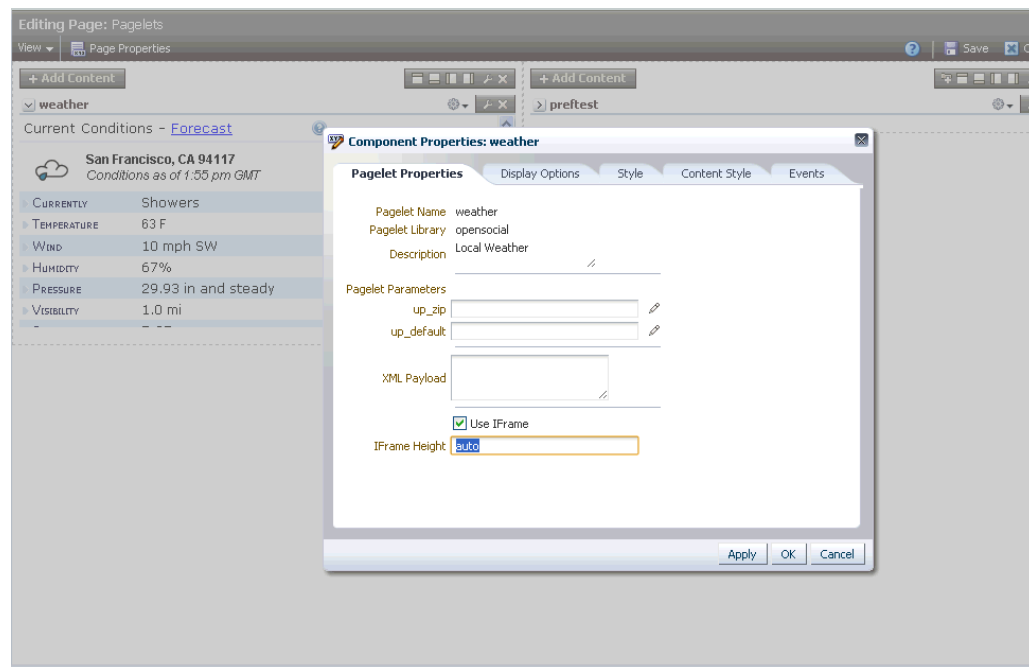 Editing Page: Pagelets
View Page Properties Save
+ Add Content + Add Content
weather preftest
Current Conditions - Forecast
San Francisco, CA 94117
Conditions as of 1:55 pm GMT
Currently Showers
Temperature 63 F
Wind 10 mph SW
Humidity 67%
Pressure 29.93 in and steady
Visibility 1.0 mi
Component Properties: weather
Pagelet Properties Display Options Style Content Style Events
Pagelet Name weather
Pagelet Library opensocial
Description Local Weather
Pagelet Parameters
up_zip
up_default
XML Payload
Use IFrame
IFrame Height auto
Apply OK Cancel